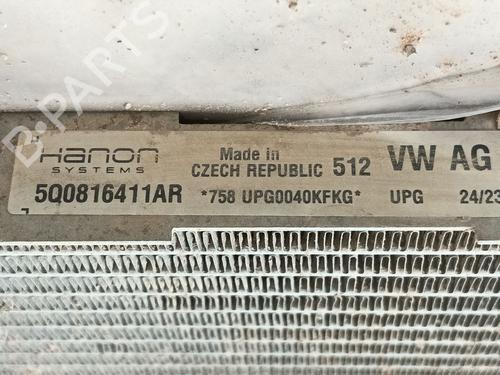 Hanon
SYSTEMS
Made in
CZECH REPUBLIC
512
VW AG
5Q0816411AR
*758 UPG0040KFKG*
UPG
24/23
B-PARTS